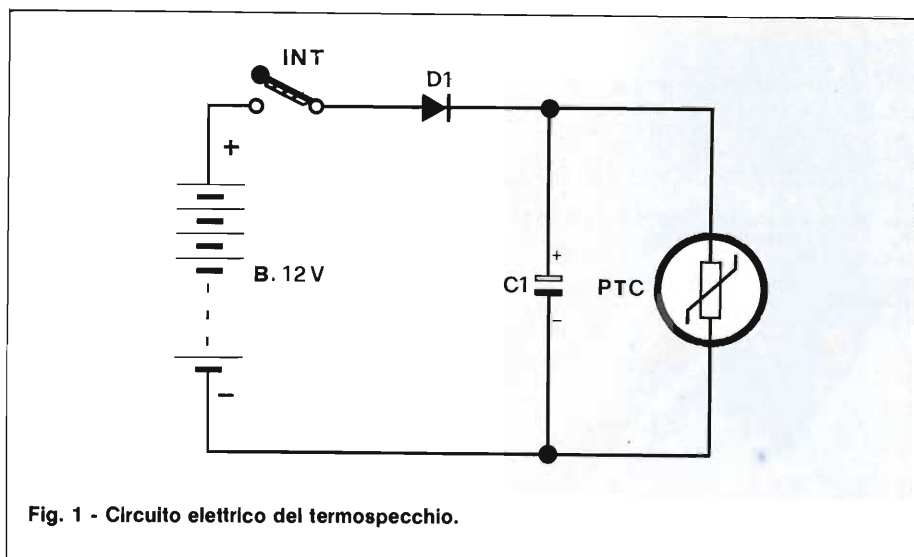 INT
D1
+
B. 12 V
-
+
C1
-
PTC
Fig. 1 - Circuito elettrico del termospecchio.